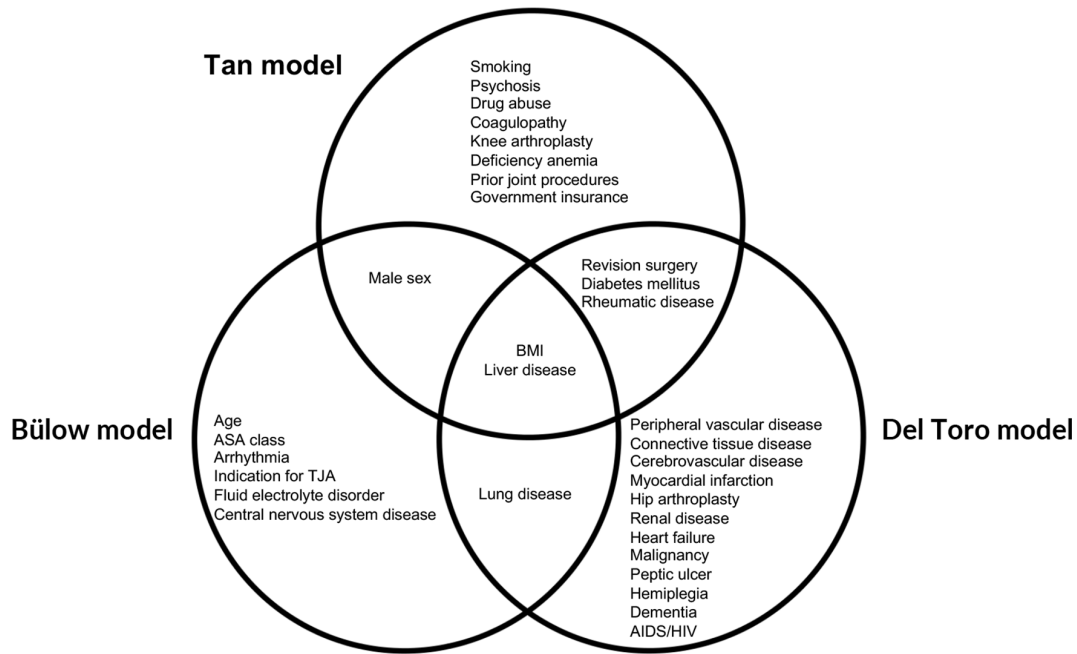 Tan model
Smoking
Psychosis
Drug abuse
Coagulopathy
Knee arthroplasty
Deficiency anemia
Prior joint procedures
Government insurance
Male sex
Revision surgery
Diabetes mellitus
Rheumatic disease
BMI
Liver disease
Bülow model
Age
ASA class
Arrhythmia
Indication for TJA
Fluid electrolyte disorder
Central nervous system disease
Lung disease
Peripheral vascular disease
Connective tissue disease
Cerebrovascular disease
Myocardial infarction
Hip arthroplasty
Renal disease
Heart failure
Malignancy
Peptic ulcer
Hemiplegia
Dementia
AIDS/HIV
Del Toro model